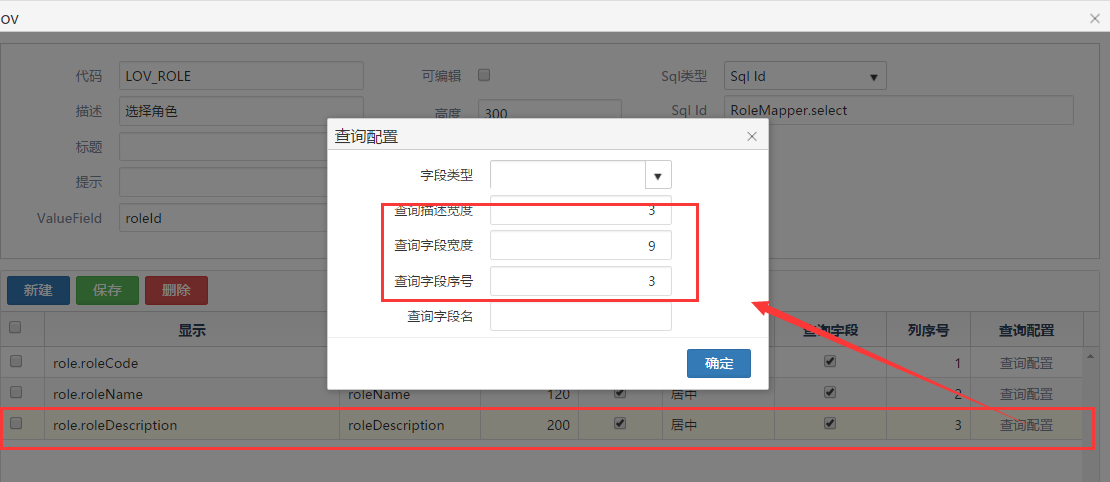 OV
代码 LOV_ROLE 可编辑 Sql类型 Sql Id
描述 选择角色 高度 300 Sql Id RoleMapper.select
标题
提示
ValueField roleId
查询配置
字段类型
查询描述宽度 3
查询字段宽度 9
查询字段序号 3
查询字段名
确定
新建 保存 删除
显示 查询字段 列序号 查询配置
role.roleCode 1 查询配置
role.roleName roleName 120 居中 2 查询配置
role.roleDescription roleDescription 200 居中 3 查询配置